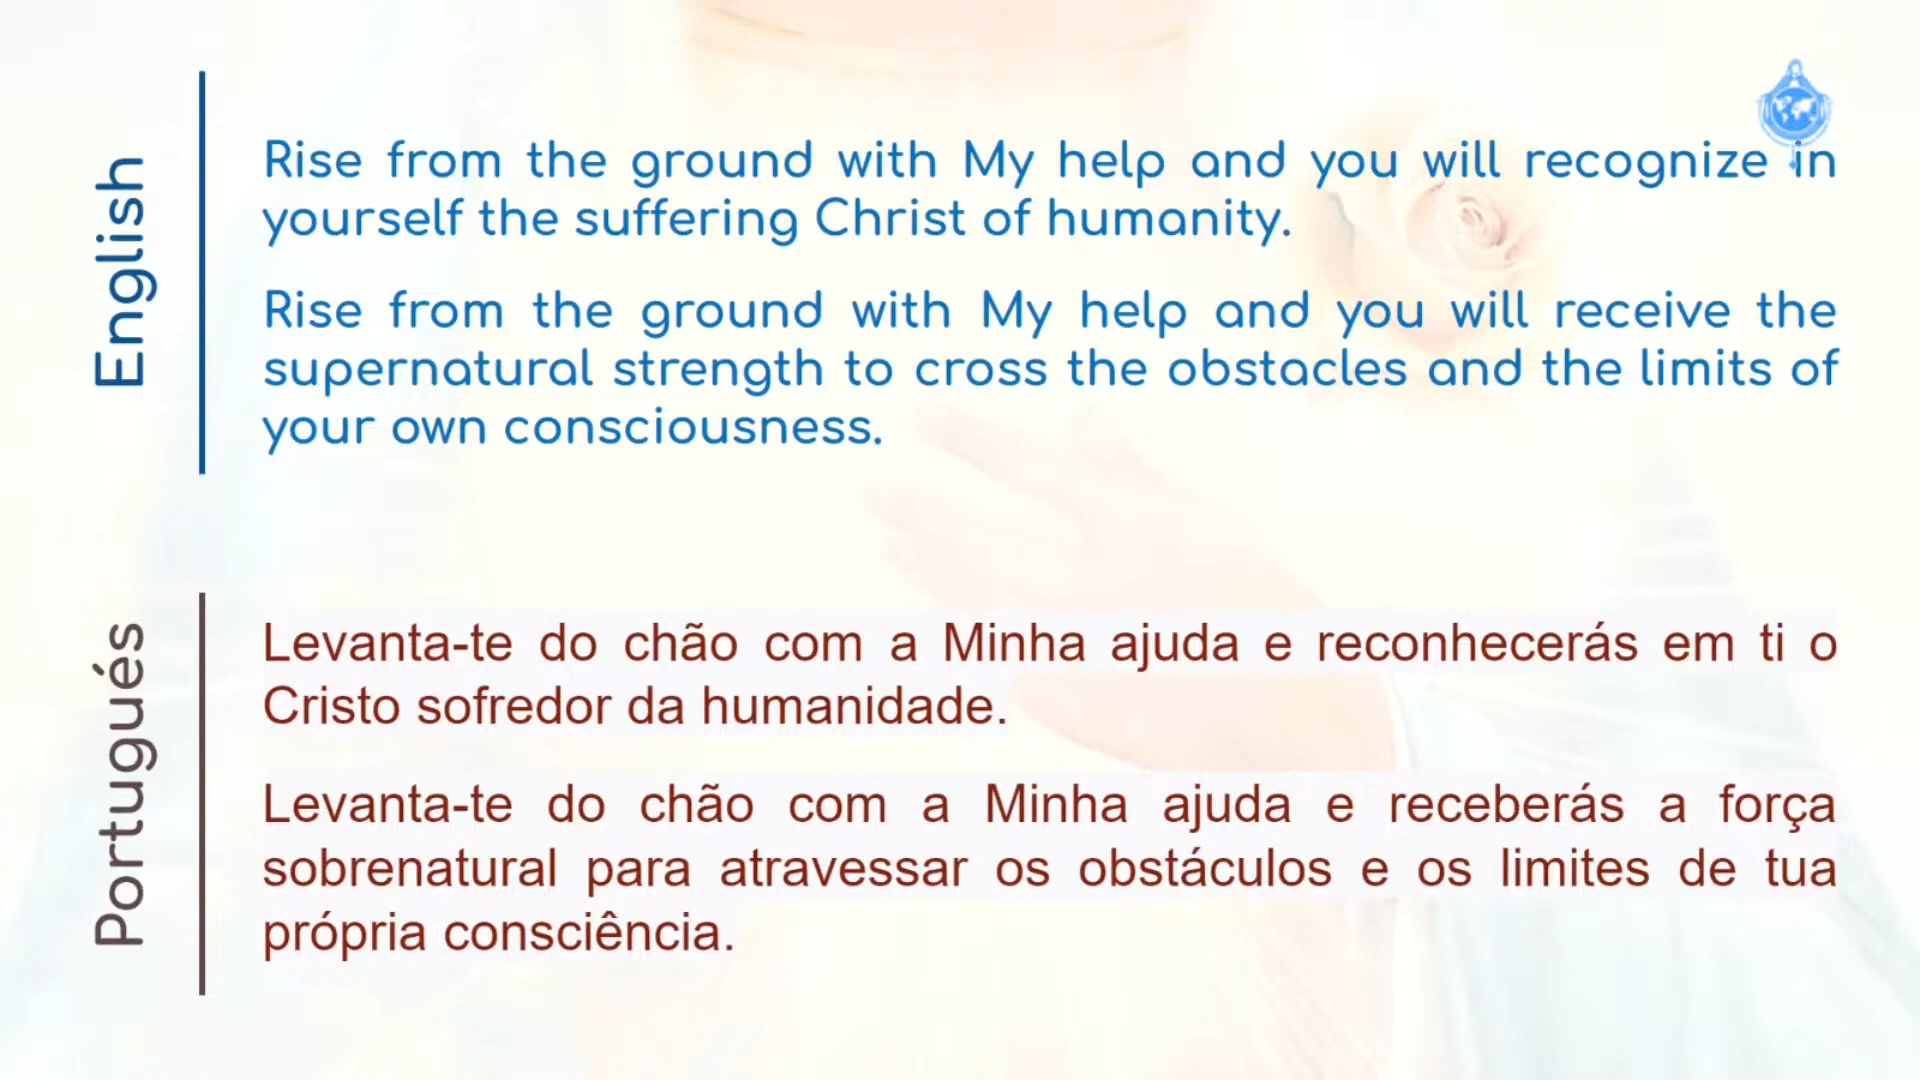 English
Rise from the ground with My help and you will recognize in
yourself the suffering Christ of humanity.
Rise from the ground with My help and you will receive the
supernatural strength to cross the obstacles and the limits of
your own consciousness.
Portugués
Levanta-te do chão com a Minha ajuda e reconhecerás em ti o
Cristo sofredor da humanidade.
Levanta-te do chão com a Minha ajuda e receberás a força
sobrenatural para atravessar os obstáculos e os limites de tua
própria consciência.